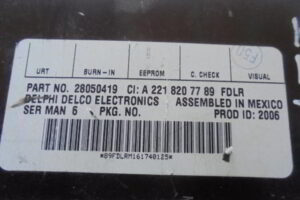 URT BURN-IN EEPROM C. CHECK VISUAL
PART NO. 28050419 CI: A 221 820 77 89 FDLR
DELPHI DELCO ELECTRONICS ASSEMBLED IN MEXICO
SER MAN 6 PKG. NO. PROD ID: 2006
*89FDLRM161740125*